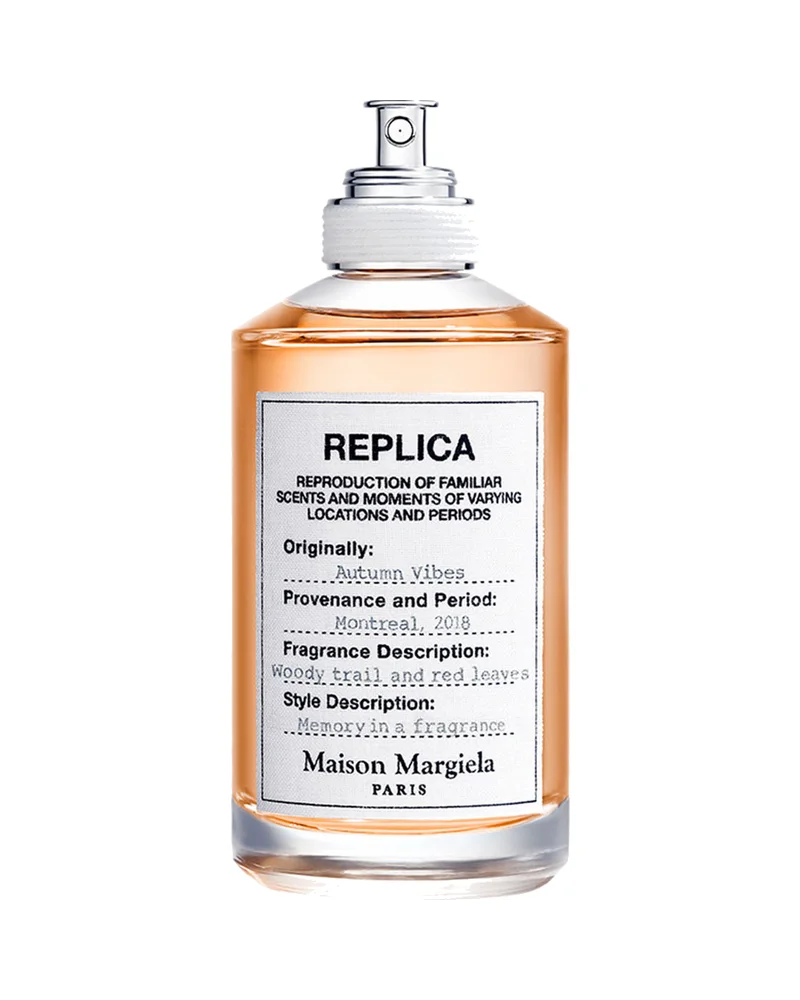 REPLICA
REPRODUCTION OF FAMILIAR
SCENTS AND MOMENTS OF VARYING
LOCATIONS AND PERIODS
Originally:
Autumn Vibes
Provenance and Period:
Montreal, 2018
Fragrance Description:
Woody trail and red leaves
Style Description:
Memory in a fragrance
Maison Margiela
PARIS